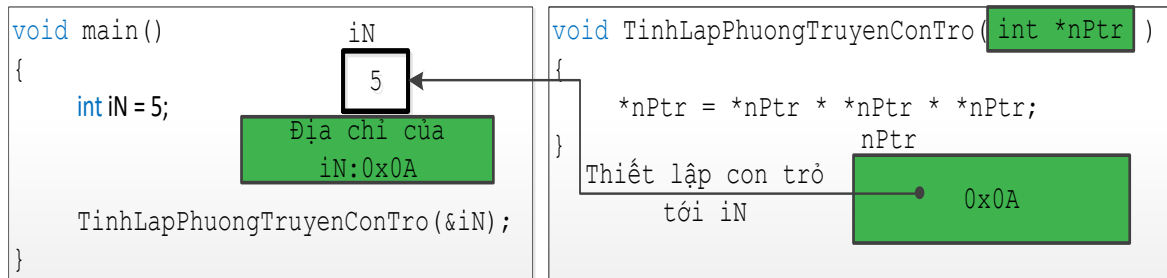 void main()
iN
{
5
int iN = 5;
Địa chỉ của
iN:0x0A
TinhLapPhuongTruyenConTro(&iN);
}
void TinhLapPhuongTruyenConTro( int *nPtr )
{
*nPtr = *nPtr * *nPtr * *nPtr;
nPtr
}
Thiết lập con trỏ
tới iN
0x0A